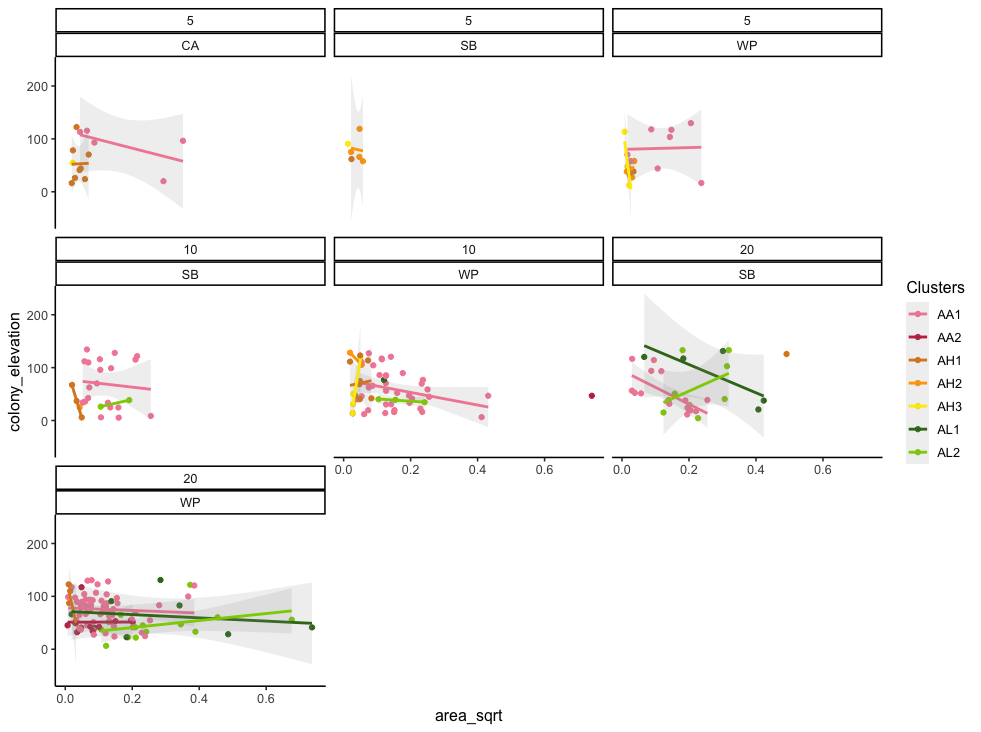 5 5 5
CA SB WP
200
100
0
10 10 20
SB WP SB
200
100
0
0.0 0.2 0.4 0.6 0.0 0.2 0.4 0.6
20
WP
200
100
0
0.0 0.2 0.4 0.6
colony_elevation
area_sqrt
Clusters
AA1
AA2
AH1
AH2
AH3
AL1
AL2